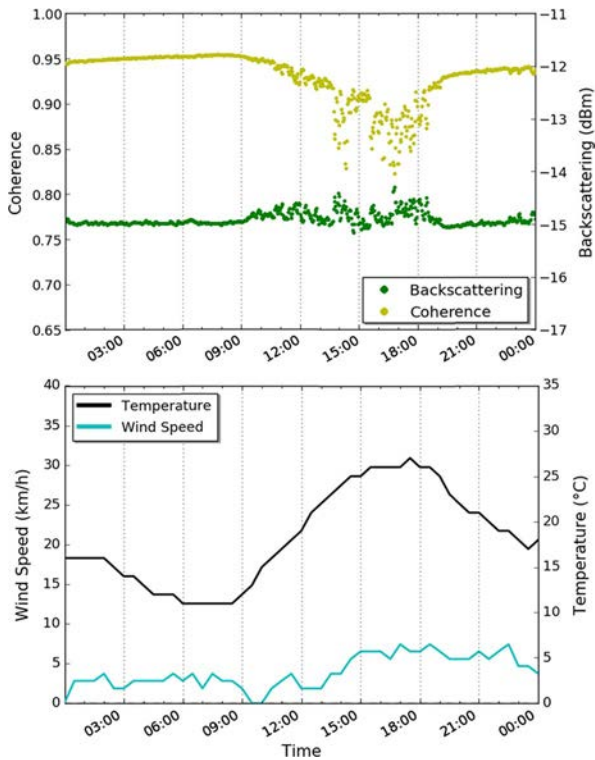 1.00
0.95
0.90
0.85
0.80
0.75
0.70
0.65
Coherence
−11
−12
−13
−14
−15
−16
−17
Backscattering (dBm)
Backscattering
Coherence
03:00 06:00 09:00 12:00 15:00 18:00 21:00 00:00
40
35
30
25
20
15
10
5
0
Wind Speed (km/h)
35
30
25
20
15
10
5
0
Temperature (°C)
Temperature
Wind Speed
03:00 06:00 09:00 12:00 15:00 18:00 21:00 00:00
Time